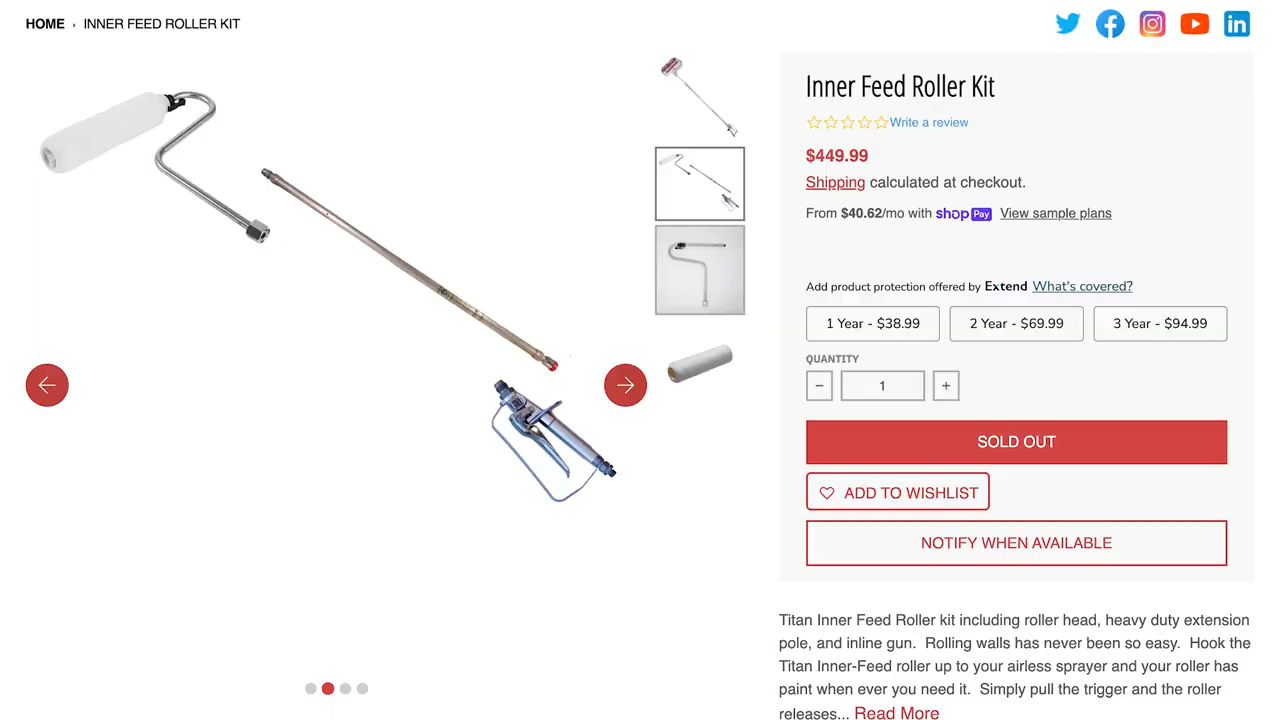 HOME › INNER FEED ROLLER KIT
Inner Feed Roller Kit
Write a review
$449.99
Shipping calculated at checkout.
From $40.62/mo with shop Pay View sample plans
Add product protection offered by Extend What's covered?
1 Year - $38.99
2 Year - $69.99
3 Year - $94.99
QUANTITY
− 1 +
SOLD OUT
ADD TO WISHLIST
NOTIFY WHEN AVAILABLE
Titan Inner Feed Roller kit including roller head, heavy duty extension
pole, and inline gun. Rolling walls has never been so easy. Hook the
Titan Inner-Feed roller up to your airless sprayer and your roller has
paint when ever you need it. Simply pull the trigger and the roller
releases... Read More